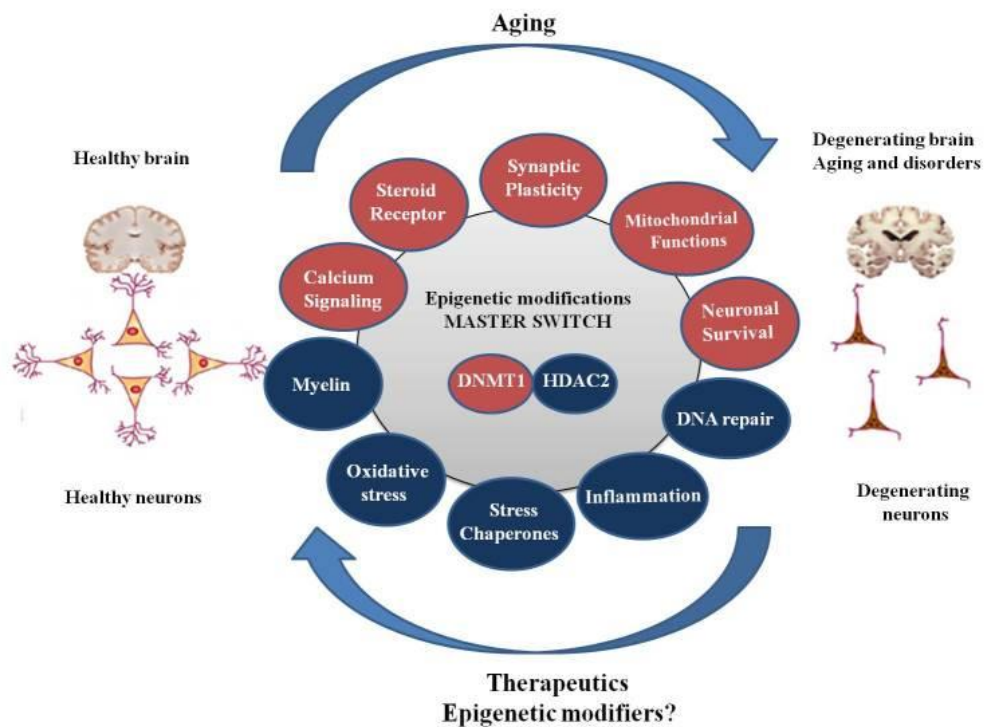 Aging
Healthy brain
Degenerating brain
Aging and disorders
Synaptic
Plasticity
Steroid
Receptor
Mitochondrial
Functions
Calcium
Signaling
Epigenetic modifications
MASTER SWITCH
Neuronal
Survival
Myelin
DNMT1
HDAC2
DNA repair
Oxidative
stress
Stress
Chaperones
Inflammation
Healthy neurons
Degenerating
neurons
Therapeutics
Epigenetic modifiers?